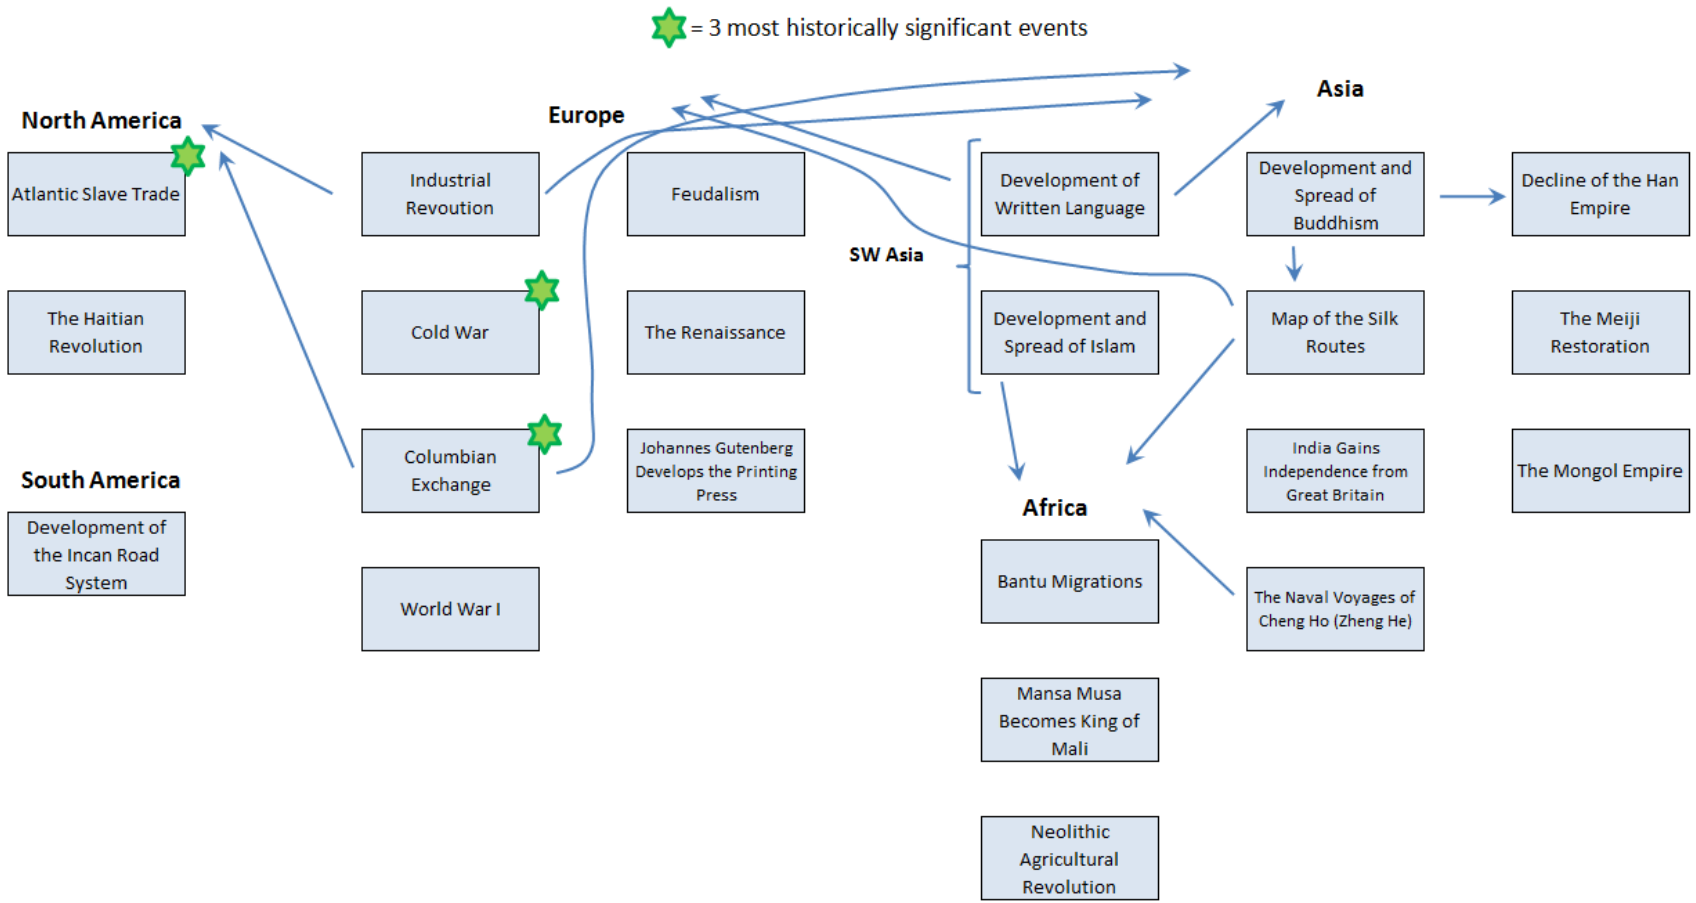 = 3 most historically significant events
North America
Atlantic Slave Trade
The Haitian
Revolution
South America
Development of
the Incan Road
System
Europe
Industrial
Revoution
Cold War
Columbian
Exchange
World War I
Feudalism
The Renaissance
Johannes Gutenberg
Develops the Printing
Press
SW Asia
Development of
Written Language
Development and
Spread of Islam
Africa
Bantu Migrations
Mansa Musa
Becomes King of
Mali
Neolithic
Agricultural
Revolution
Asia
Development and
Spread of
Buddhism
Map of the Silk
Routes
India Gains
Independence from
Great Britain
The Naval Voyages of
Cheng Ho (Zheng He)
Decline of the Han
Empire
The Meiji
Restoration
The Mongol Empire